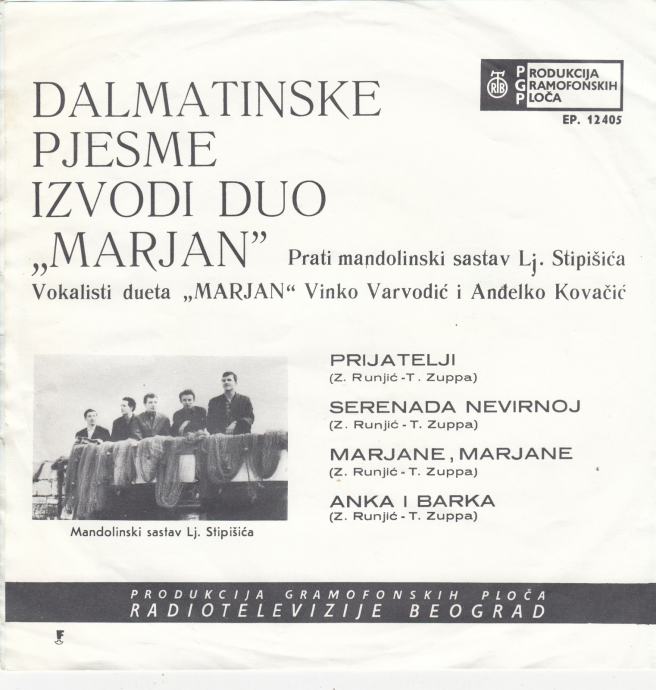 PRODUKCIJA
GRAMOFONSKIH
PLOČA
RTB
EP. 12405
DALMATINSKE
PJESME
IZVODI DUO
„MARJAN” Prati mandolinski sastav Lj. Stipišića
Vokalisti dueta „MARJAN“ Vinko Varvodić i Anđelko Kovačić
PRIJATELJI
(Z. Runjić-T. Zuppa)
SERENADA NEVIRNOJ
(Z. Runjić - T. Zuppa)
MARJANE, MARJANE
(Z. Runjić - T. Zuppa)
ANKA I BARKA
(Z. Runjić - T. Zuppa)
Mandolinski sastav Lj. Stipišića
PRODUKCIJA GRAMOFONSKIH PLOČA
RADIOTELEVIZIJE BEOGRAD
F